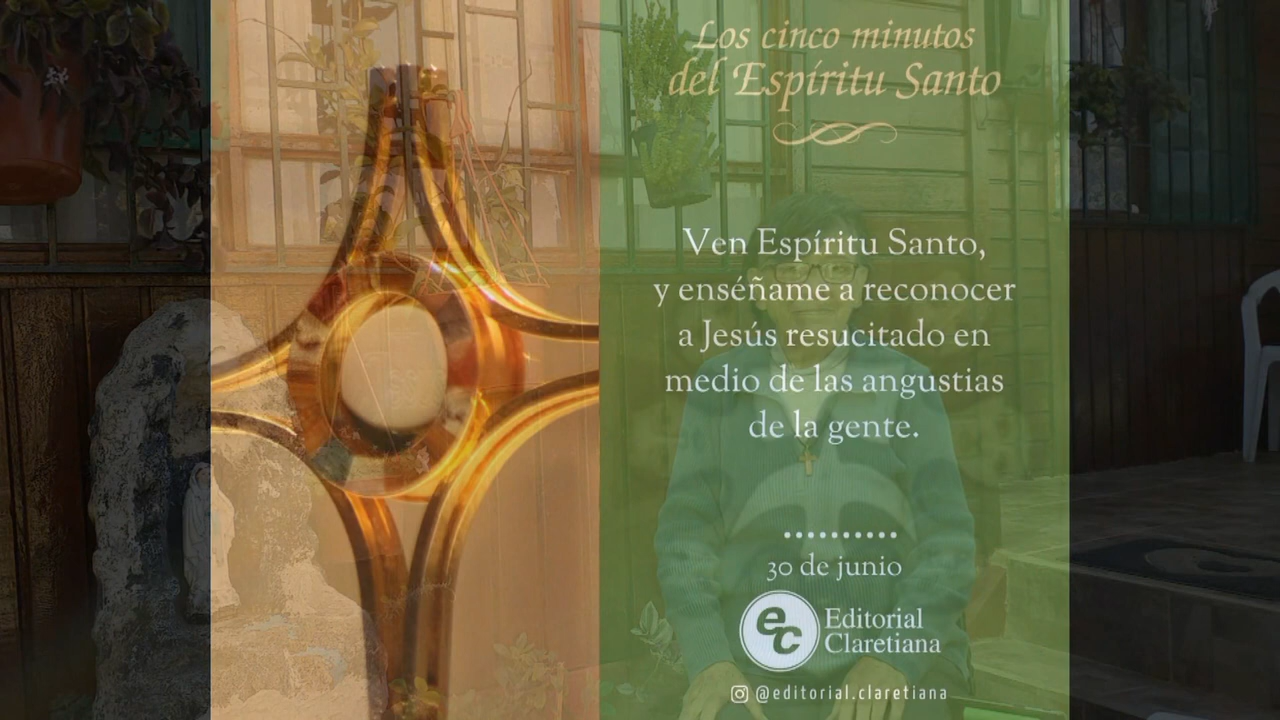 Los cinco minutos
del Espíritu Santo
Ven Espíritu Santo,
y enséñame a reconocer
a Jesús resucitado en
medio de las angustias
de la gente.
30 de junio
ec
Editorial
Claretiana
@editorial.claretiana